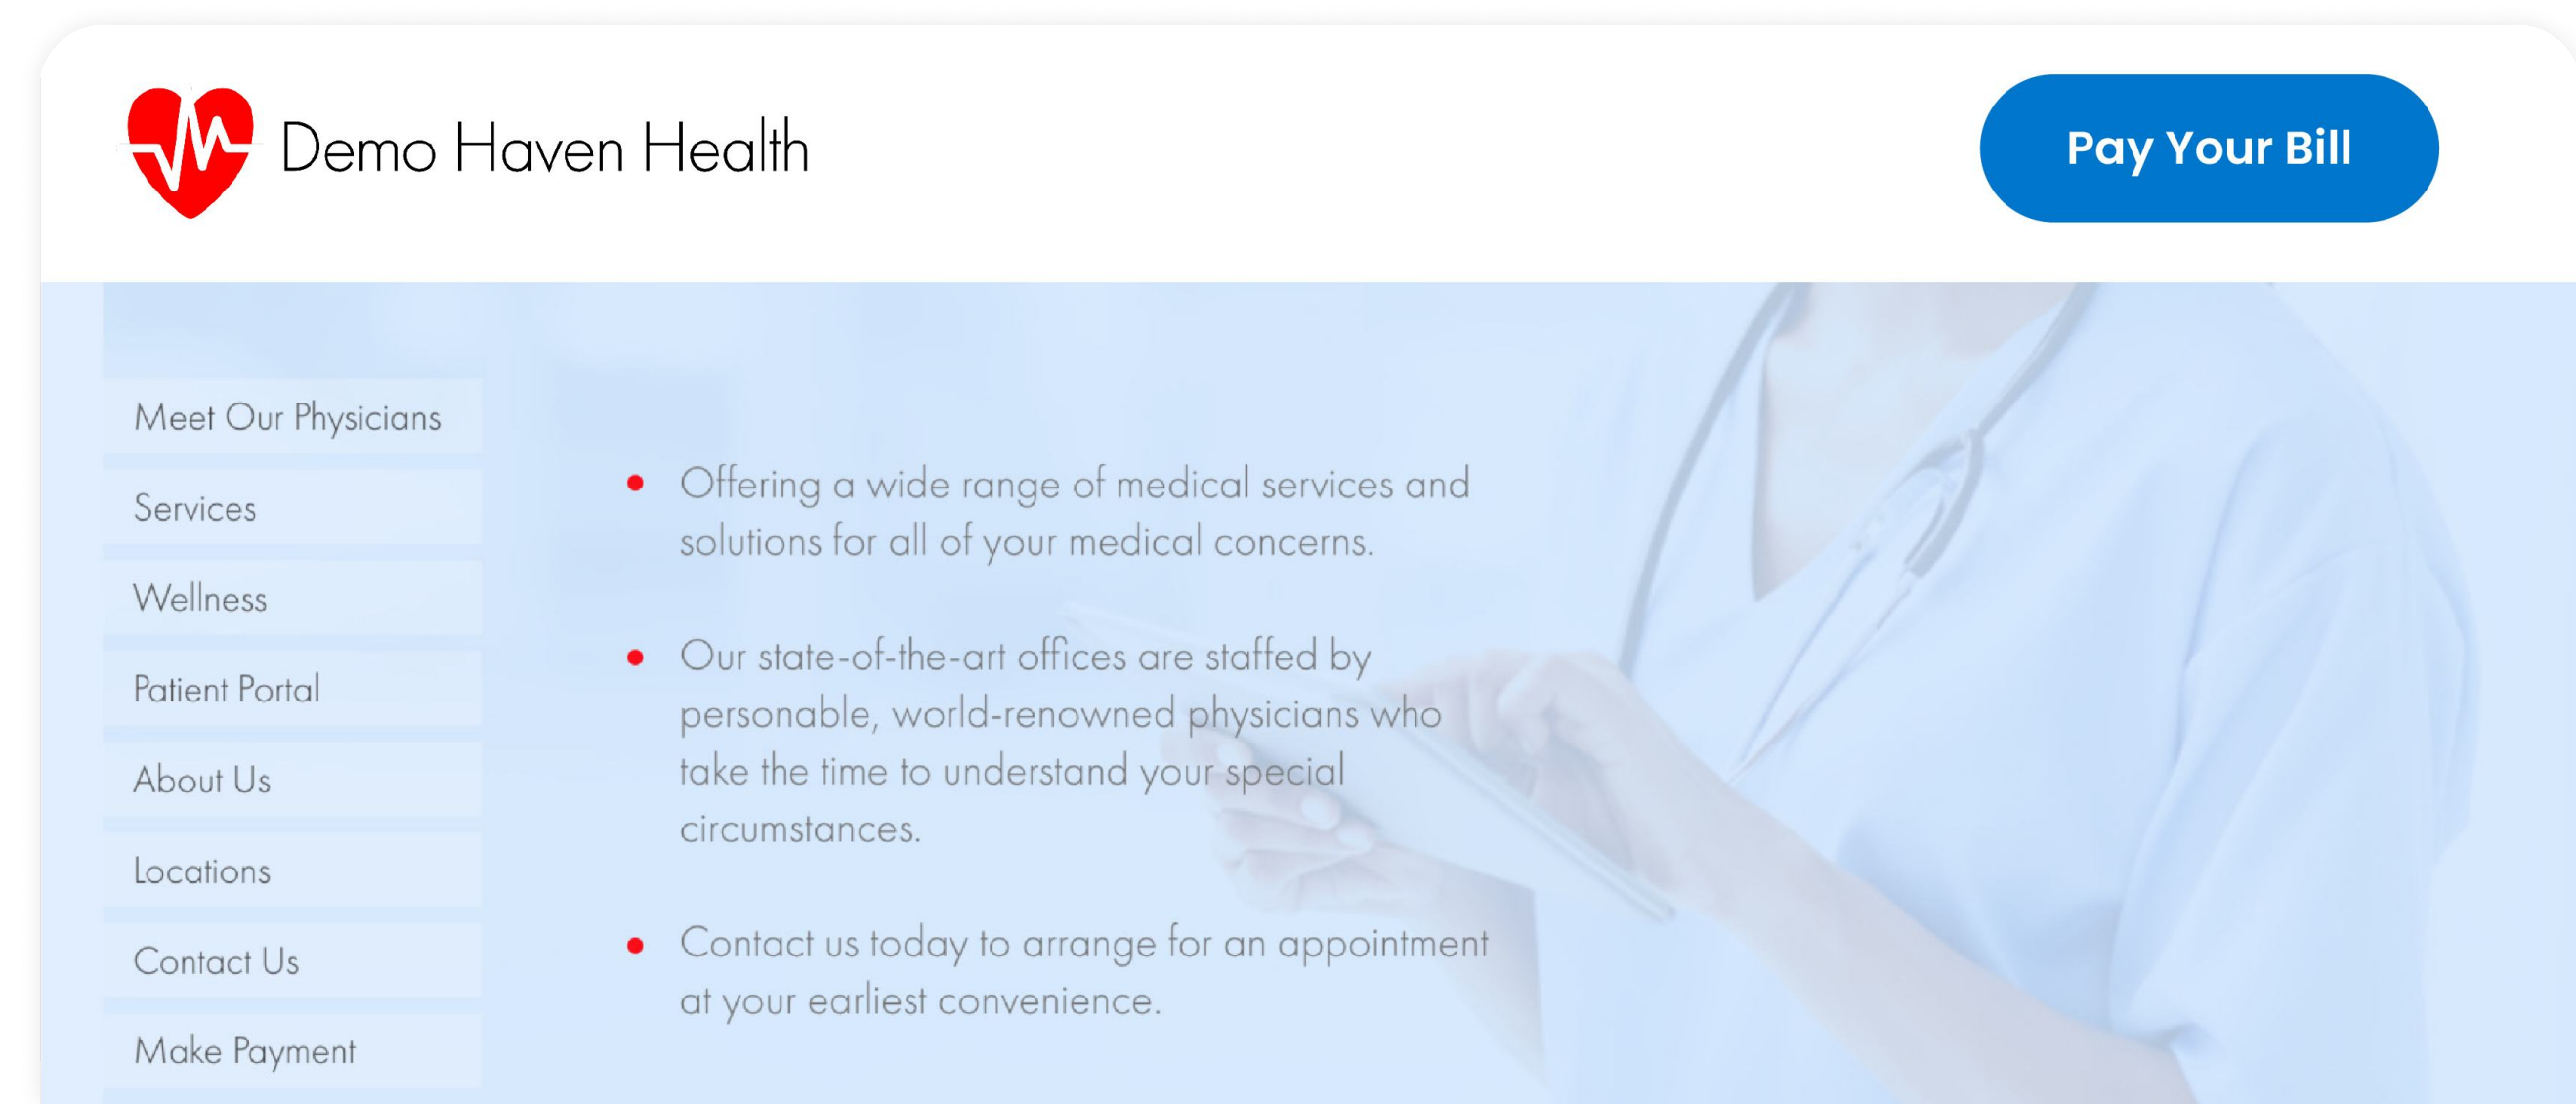 Demo Haven Health
Pay Your Bill
Meet Our Physicians
Services
Wellness
Patient Portal
About Us
Locations
Contact Us
Make Payment
Offering a wide range of medical services and
solutions for all of your medical concerns.
Our state-of-the-art offices are staffed by
personable, world-renowned physicians who
take the time to understand your special
circumstances.
Contact us today to arrange for an appointment
at your earliest convenience.